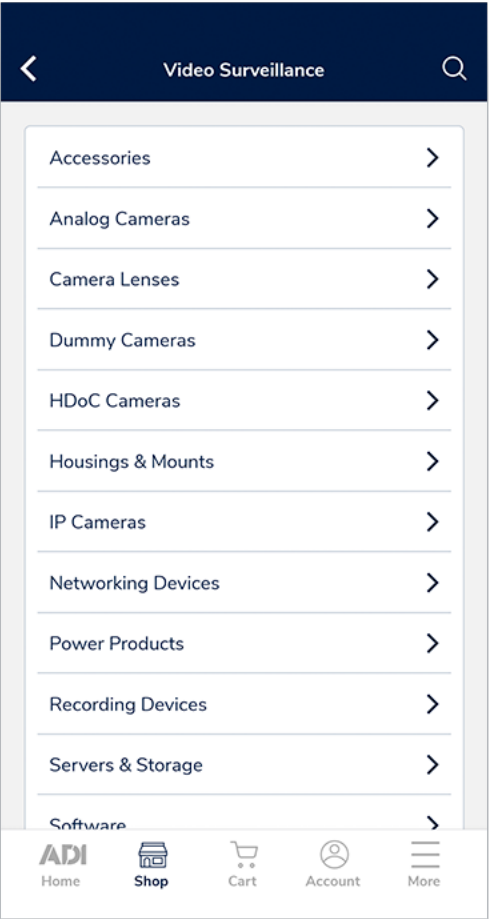 Video Surveillance
Accessories
Analog Cameras
Camera Lenses
Dummy Cameras
HDoC Cameras
Housings & Mounts
IP Cameras
Networking Devices
Power Products
Recording Devices
Servers & Storage
Software
ADI
Home Shop Cart Account More